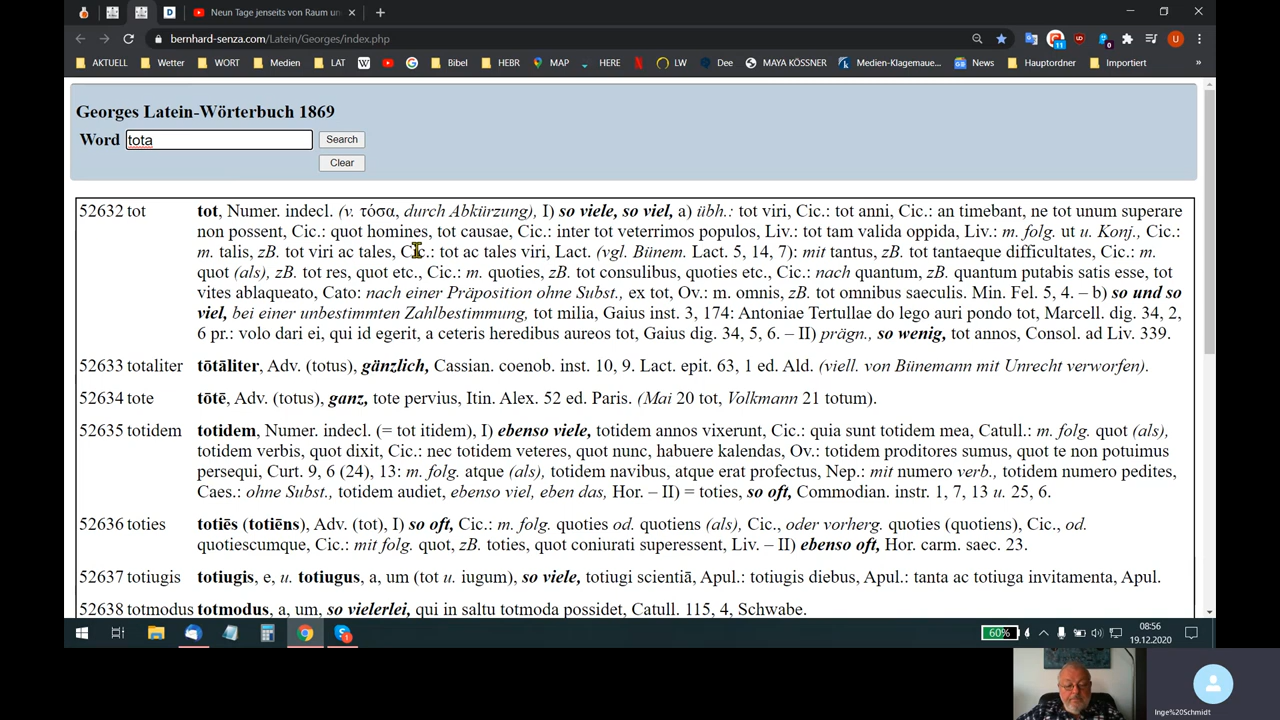 Neun Tage jenseits von Raum un
bernhard-senza.com/Latein/Georges/index.php
AKTUELL Wetter WORT Medien LAT Bibel HEBR MAP HERE LW Dee MAYA KÖSSNER Medien-Klagemaue... News Hauptordner Importiert »
Georges Latein-Wörterbuch 1869
Word tota Search
Clear
52632 tot tot, Numer. indecl. (v. τόσα, durch Abkürzung), I) so viele, so viel, a) übh.: tot viri, Cic.: tot anni, Cic.: an timebant, ne tot unum superare
non possent, Cic.: quot homines, tot causae, Cic.: inter tot veterrimos populos, Liv.: tot tam valida oppida, Liv.: m. folg. ut u. Konj., Cic.:
m. talis, zB. tot viri ac tales, Cic.: tot ac tales viri, Lact. (vgl. Bünem. Lact. 5, 14, 7): mit tantus, zB. tot tantaeque difficultates, Cic.: m.
quot (als), zB. tot res, quot etc., Cic.: m. quoties, zB. tot consulibus, quoties etc., Cic.: nach quantum, zB. quantum putabis satis esse, tot
vites ablaqueato, Cato: nach einer Präposition ohne Subst., ex tot, Ov.: m. omnis, zB. tot omnibus saeculis. Min. Fel. 5, 4. – b) so und so
viel, bei einer unbestimmten Zahlbestimmung, tot milia, Gaius inst. 3, 174: Antoniae Tertullae do lego auri pondo tot, Marcell. dig. 34, 2,
6 pr.: volo dari ei, qui id egerit, a ceteris heredibus aureos tot, Gaius dig. 34, 5, 6. – II) prägn., so wenig, tot annos, Consol. ad Liv. 339.
52633 totaliter tōtāliter, Adv. (totus), gänzlich, Cassian. coenob. inst. 10, 9. Lact. epit. 63, 1 ed. Ald. (viell. von Bünemann mit Unrecht verworfen).
52634 tote tōtē, Adv. (totus), ganz, tote pervius, Itin. Alex. 52 ed. Paris. (Mai 20 tot, Volkmann 21 totum).
52635 totidem totidem, Numer. indecl. (= tot itidem), I) ebenso viele, totidem annos vixerunt, Cic.: quia sunt totidem mea, Catull.: m. folg. quot (als),
totidem verbis, quot dixit, Cic.: nec totidem veteres, quot nunc, habuere kalendas, Ov.: totidem proditores sumus, quot te non potuimus
persequi, Curt. 9, 6 (24), 13: m. folg. atque (als), totidem navibus, atque erat profectus, Nep.: mit numero verb., totidem numero pedites,
Caes.: ohne Subst., totidem audiet, ebenso viel, eben das, Hor. – II) = toties, so oft, Commodian. instr. 1, 7, 13 u. 25, 6.
52636 toties totiēs (totiēns), Adv. (tot), I) so oft, Cic.: m. folg. quoties od. quotiens (als), Cic., oder vorherg. quoties (quotiens), Cic., od.
quotiescumque, Cic.: mit folg. quot, zB. toties, quot coniurati superessent, Liv. – II) ebenso oft, Hor. carm. saec. 23.
52637 totiugis totiugis, e, u. totiugus, a, um (tot u. iugum), so viele, totiugi scientiā, Apul.: totiugis diebus, Apul.: tanta ac totiuga invitamenta, Apul.
52638 totmodus totmodus, a, um, so vielerlei, qui in saltu totmoda possidet, Catull. 115, 4, Schwabe.
60% 08:56
19.12.2020
Inge%20Schmidt